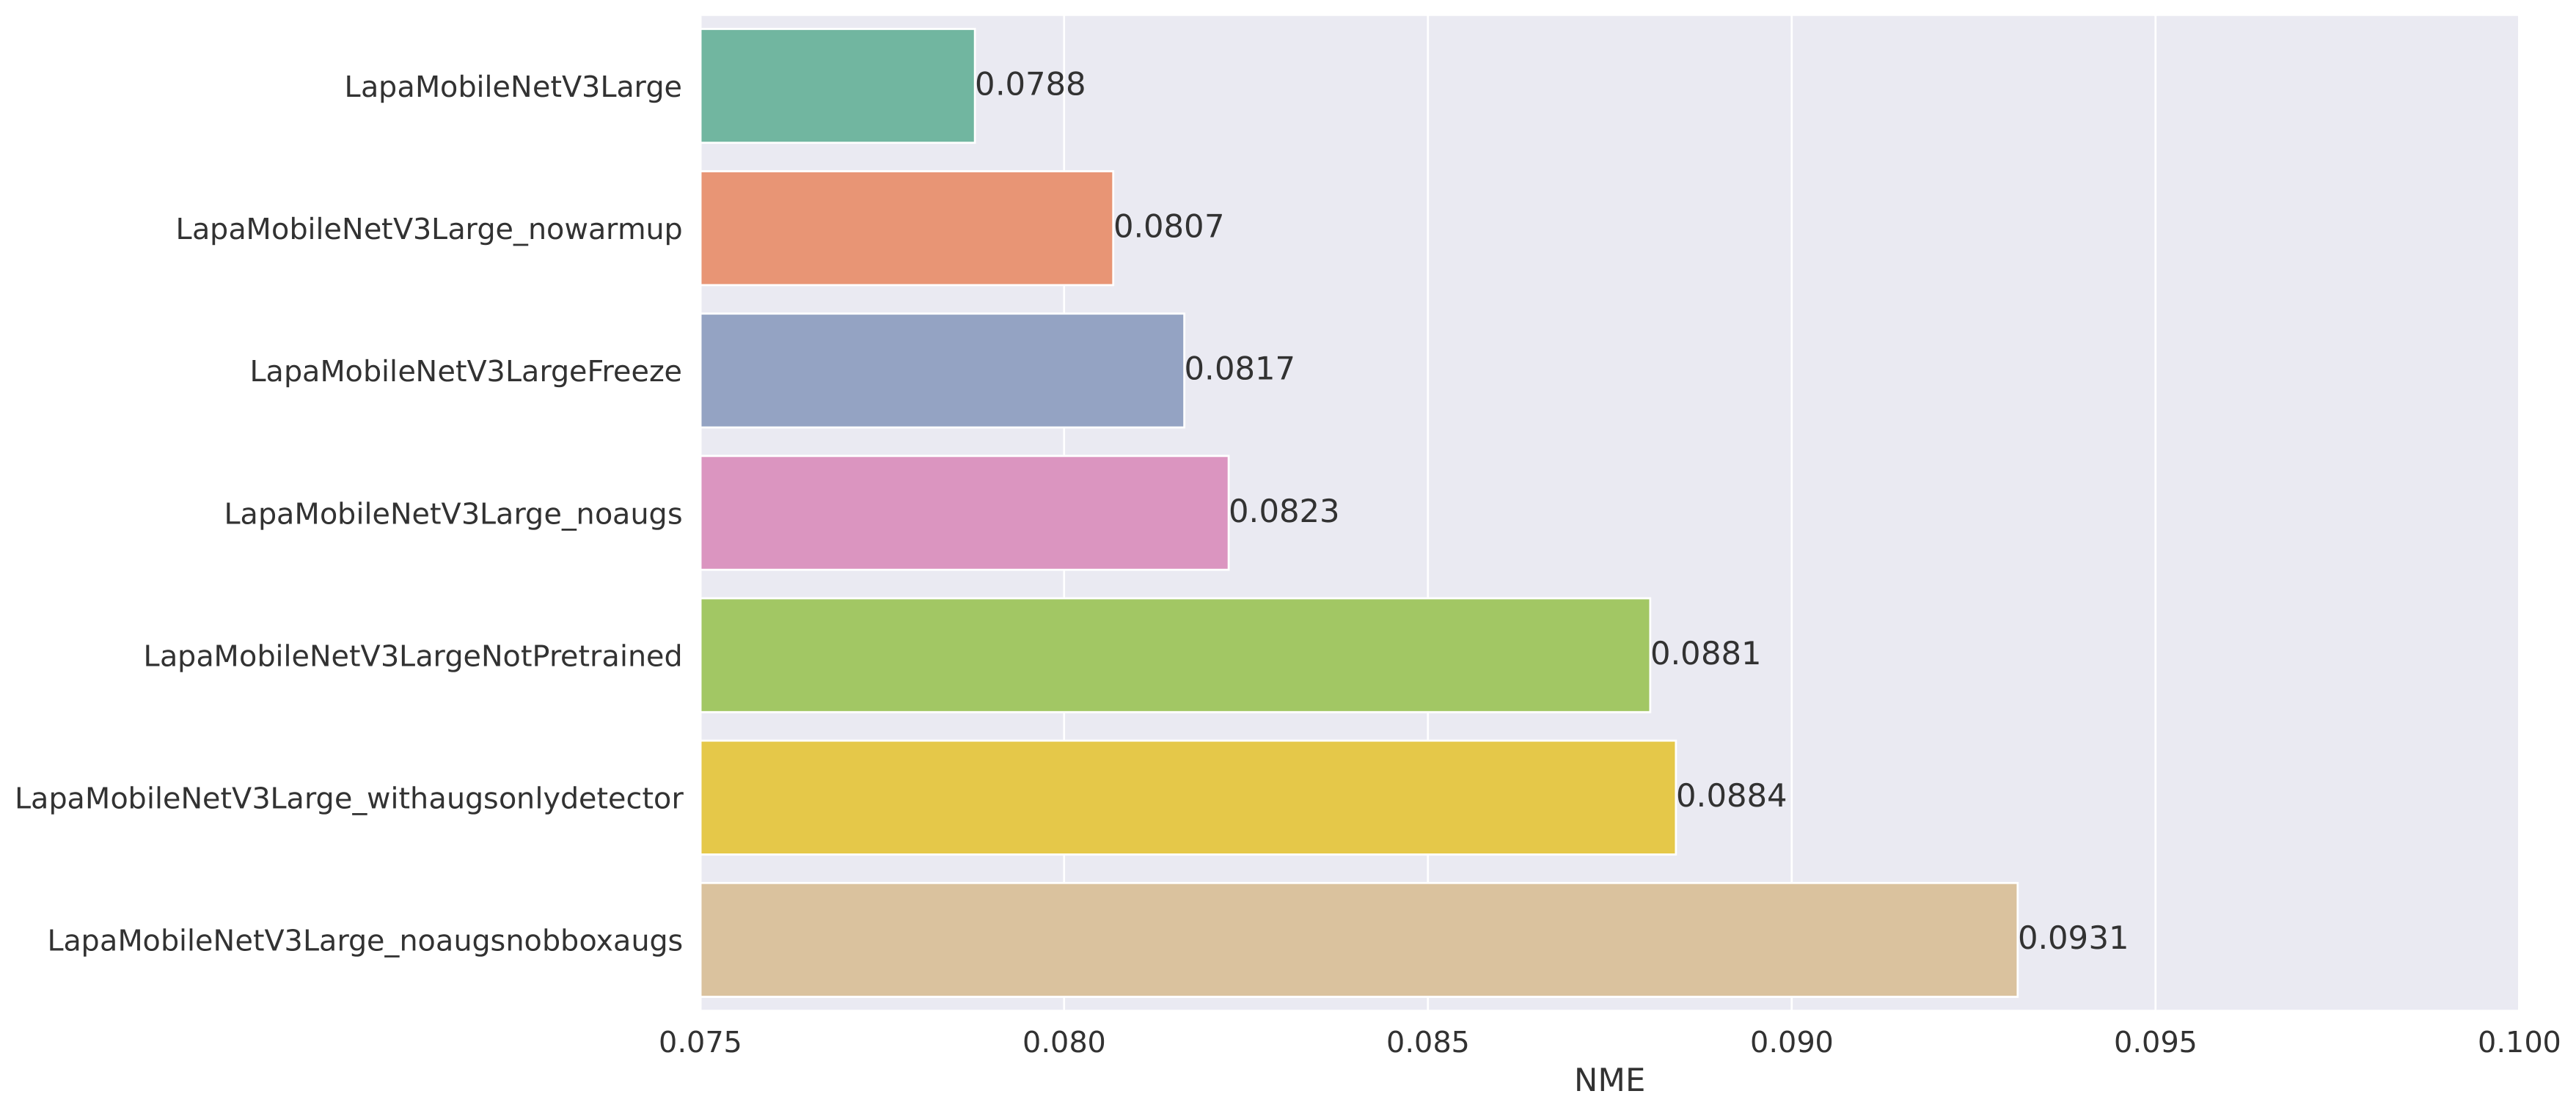 LapaMobileNetV3Large
0.0788
LapaMobileNetV3Large_nowarmup
0.0807
LapaMobileNetV3LargeFreeze
0.0817
LapaMobileNetV3Large_noaugs
0.0823
LapaMobileNetV3LargeNotPretrained
0.0881
LapaMobileNetV3Large_withaugsonlydetector
0.0884
LapaMobileNetV3Large_noaugsnobboxaugs
0.0931
0.075 0.080 0.085 0.090 0.095 0.100
NME